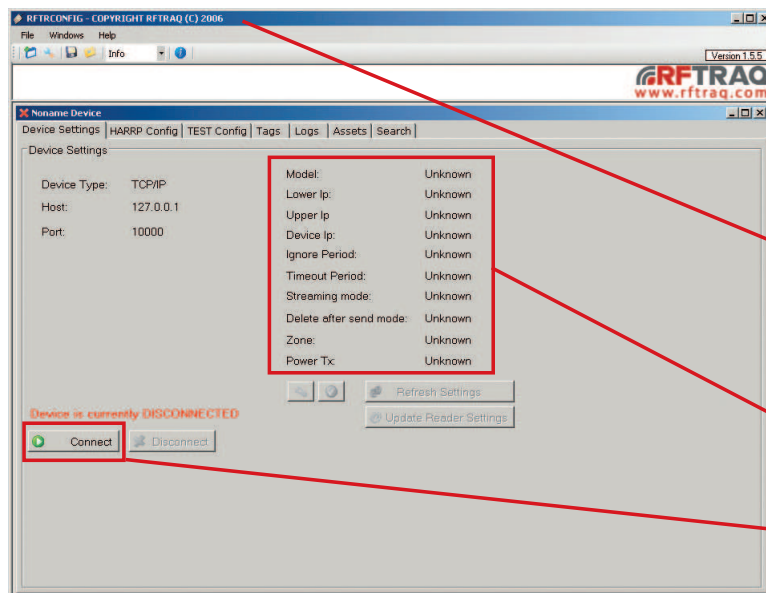 RFTRCONFIG - COPYRIGHT RFTRAQ (C) 2006
File Windows Help
Info
Version 1.5.5
RFTRAQ
www.rftraq.com
Noname Device
Device Settings HARRP Config TEST Config Tags Logs Assets Search
Device Settings
Device Type: TCP/IP
Host: 127.0.0.1
Port: 10000
Model: Unknown
Lower Ip: Unknown
Upper Ip Unknown
Device Ip: Unknown
Ignore Period: Unknown
Timeout Period: Unknown
Streaming mode: Unknown
Delete after send mode: Unknown
Zone: Unknown
Power Tx: Unknown
Refresh Settings
Update Reader Settings
Device is currently DISCONNECTED
Connect Disconnect